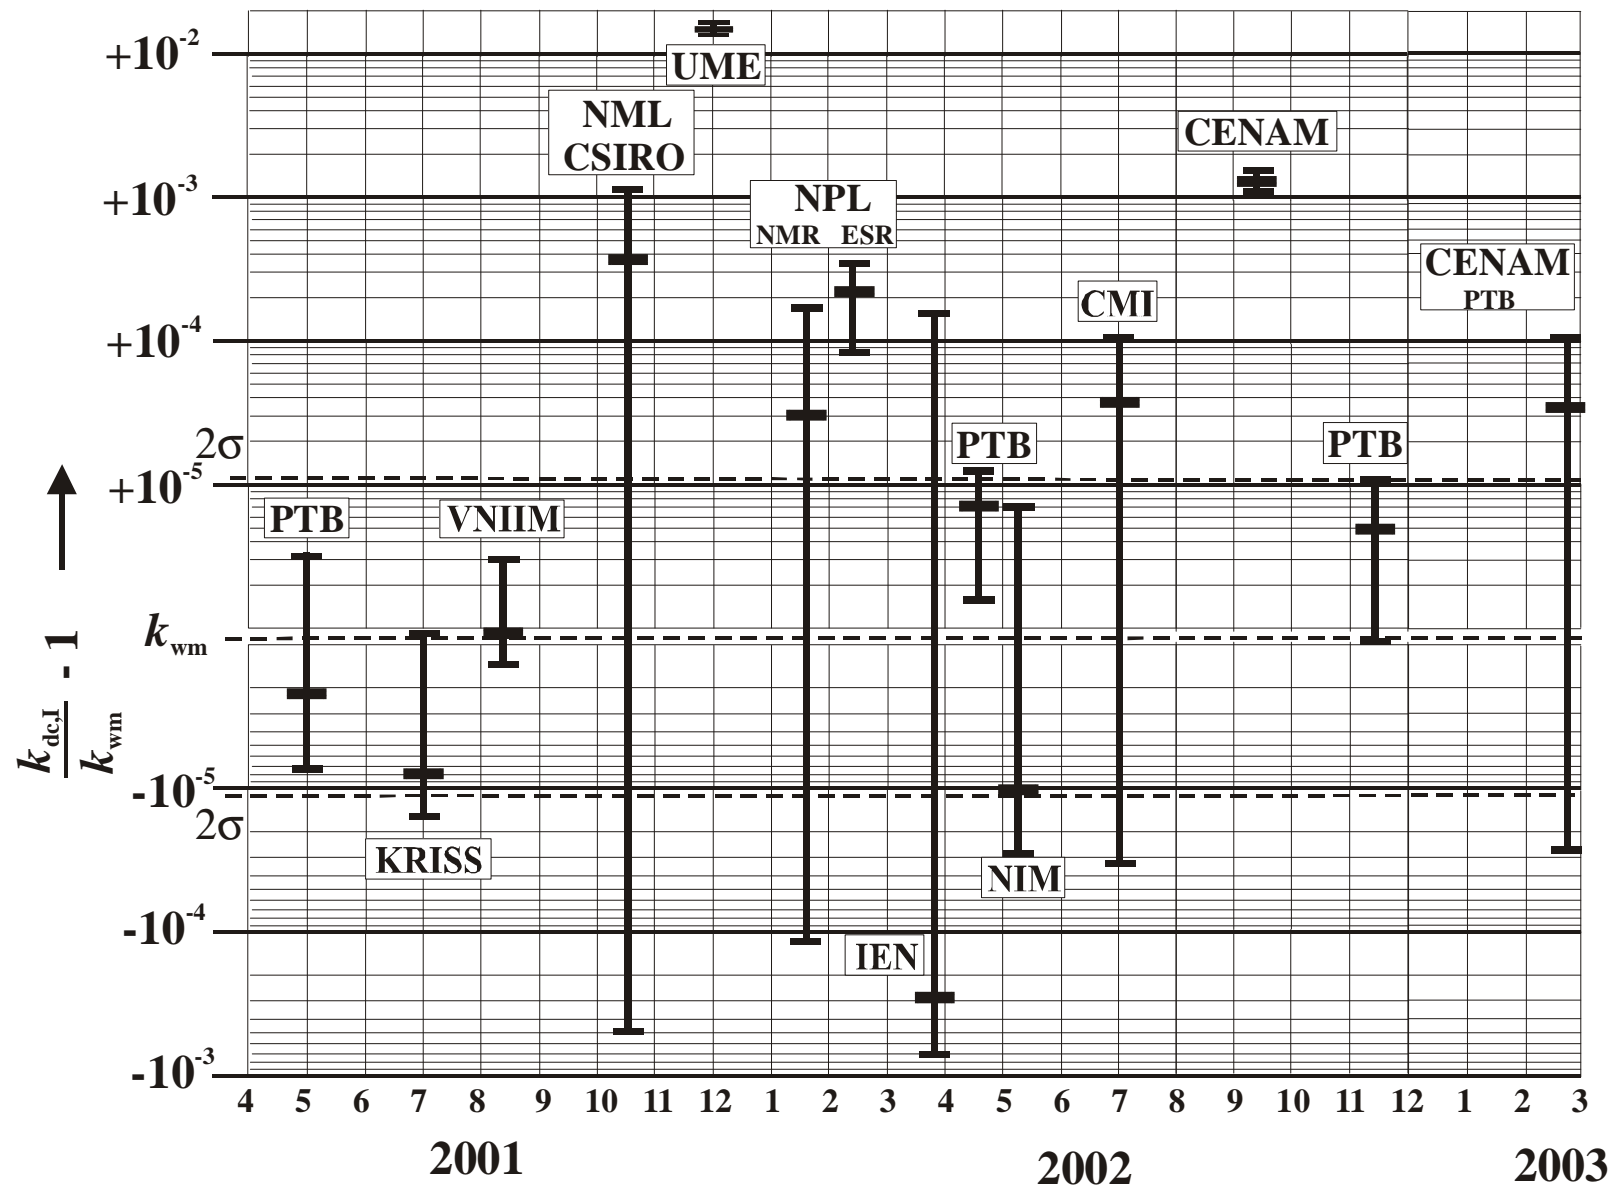 +10⁻²
UME
NML
CSIRO
CENAM
+10⁻³
NPL
NMR ESR
CENAM
PTB
CMI
+10⁻⁴
2σ
PTB
PTB
+10⁻⁵
PTB
VNIIM
k_wm
k_dc,I / k_wm - 1
-10⁻⁵
2σ
KRISS
NIM
-10⁻⁴
IEN
-10⁻³
4 5 6 7 8 9 10 11 12 1 2 3 4 5 6 7 8 9 10 11 12 1 2 3
2001
2002
2003